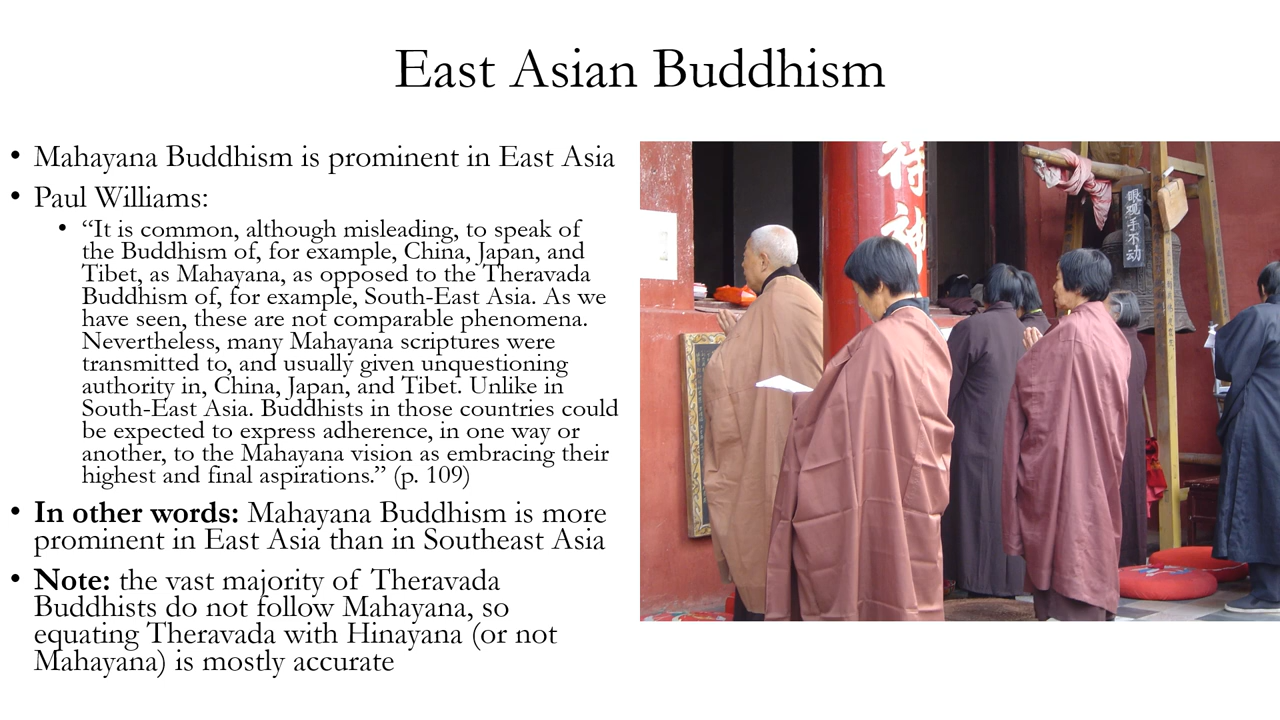 East Asian Buddhism
• Mahayana Buddhism is prominent in East Asia
• Paul Williams:
• “It is common, although misleading, to speak of
the Buddhism of, for example, China, Japan, and
Tibet, as Mahayana, as opposed to the Theravada
Buddhism of, for example, South-East Asia. As we
have seen, these are not comparable phenomena.
Nevertheless, many Mahayana scriptures were
transmitted to, and usually given unquestioning
authority in, China, Japan, and Tibet. Unlike in
South-East Asia. Buddhists in those countries could
be expected to express adherence, in one way or
another, to the Mahayana vision as embracing their
highest and final aspirations.” (p. 109)
• In other words: Mahayana Buddhism is more
prominent in East Asia than in Southeast Asia
• Note: the vast majority of Theravada
Buddhists do not follow Mahayana, so
equating Theravada with Hinayana (or not
Mahayana) is mostly accurate
神
眼观手不动